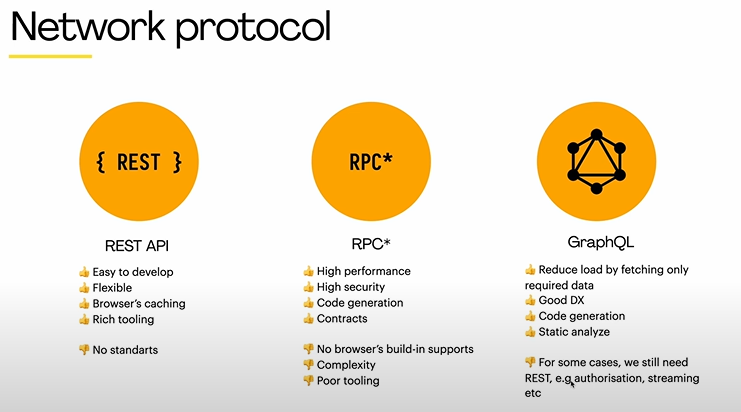 Network protocol
{ REST }
REST API
👍 Easy to develop
👍 Flexible
👍 Browser's caching
👍 Rich tooling
👎 No standarts
RPC*
RPC*
👍 High performance
👍 High security
👍 Code generation
👍 Contracts
👎 No browser's build-in supports
👎 Complexity
👎 Poor tooling
GraphQL
👍 Reduce load by fetching only
required data
👍 Good DX
👍 Code generation
👍 Static analyze
👎 For some cases, we still need
REST, e.g authorisation, streaming
etc